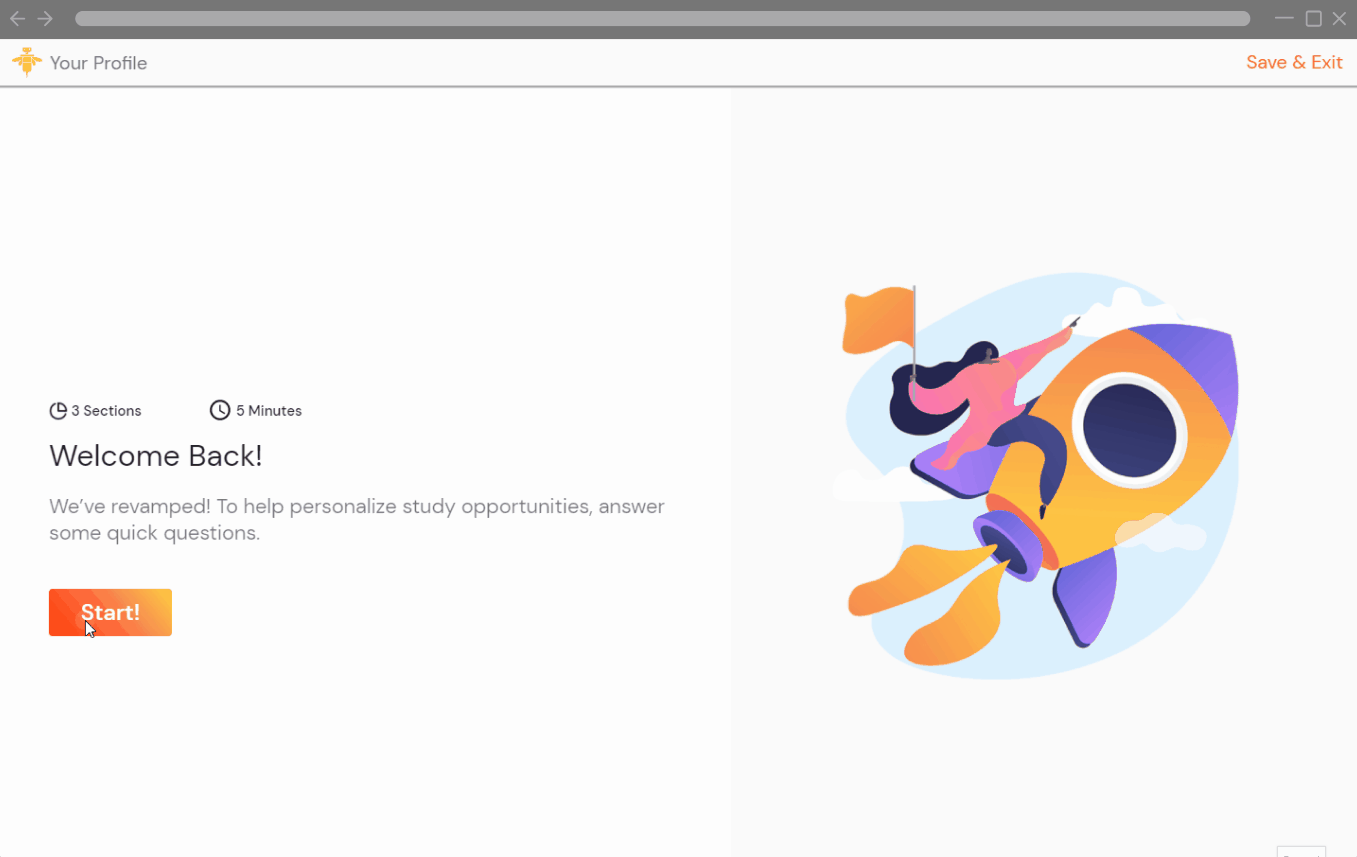 Your Profile
Save & Exit
3 Sections
5 Minutes
Welcome Back!
We’ve revamped! To help personalize study opportunities, answer
some quick questions.
Start!